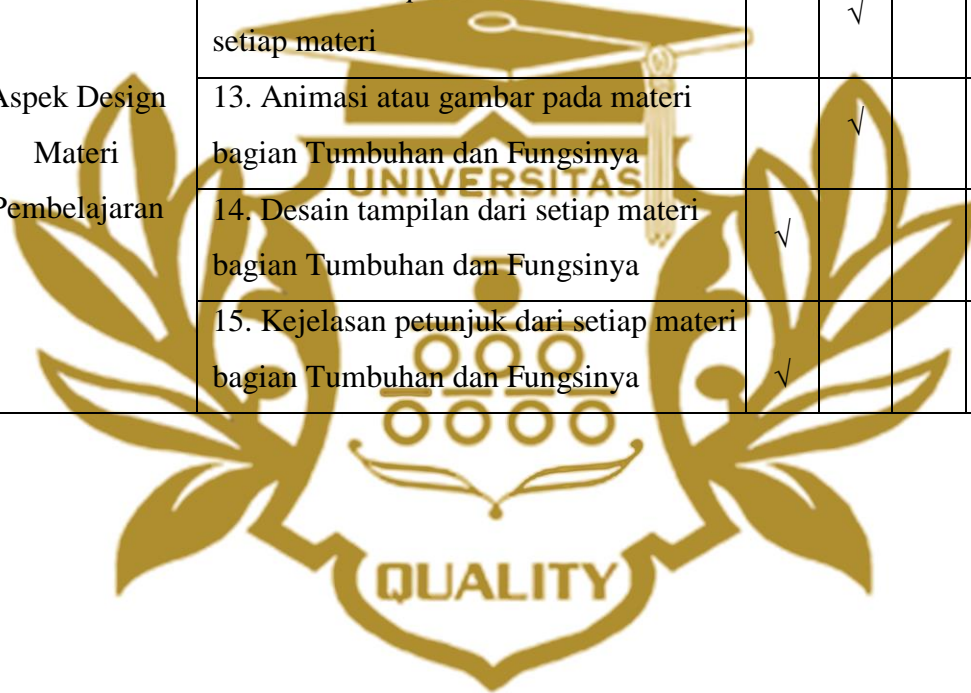 setiap materi
√
Aspek Design
Materi
Pembelajaran
13. Animasi atau gambar pada materi
bagian Tumbuhan dan Fungsinya
√
14. Desain tampilan dari setiap materi
bagian Tumbuhan dan Fungsinya
√
15. Kejelasan petunjuk dari setiap materi
bagian Tumbuhan dan Fungsinya
√
UNIVERSITAS
QUALITY